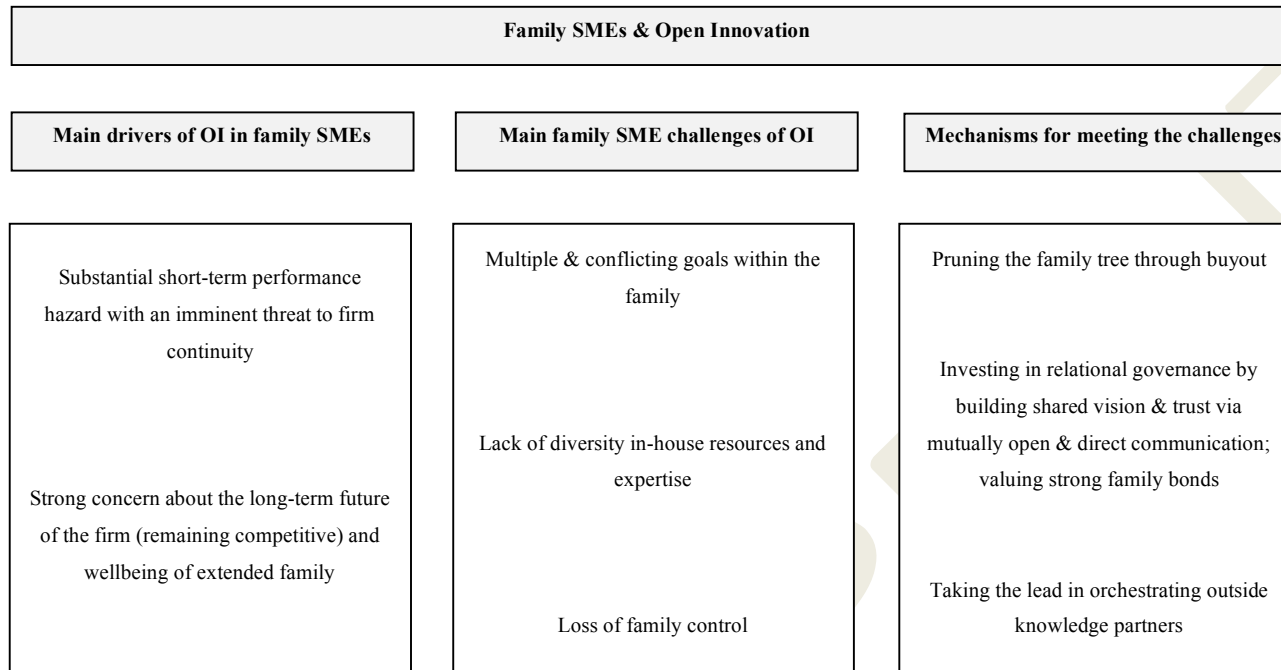 Family SMEs & Open Innovation
Main drivers of OI in family SMEs
Substantial short-term performance
hazard with an imminent threat to firm
continuity
Strong concern about the long-term future
of the firm (remaining competitive) and
wellbeing of extended family
Main family SME challenges of OI
Multiple & conflicting goals within the
family
Lack of diversity in-house resources and
expertise
Loss of family control
Mechanisms for meeting the challenges
Pruning the family tree through buyout
Investing in relational governance by
building shared vision & trust via
mutually open & direct communication;
valuing strong family bonds
Taking the lead in orchestrating outside
knowledge partners